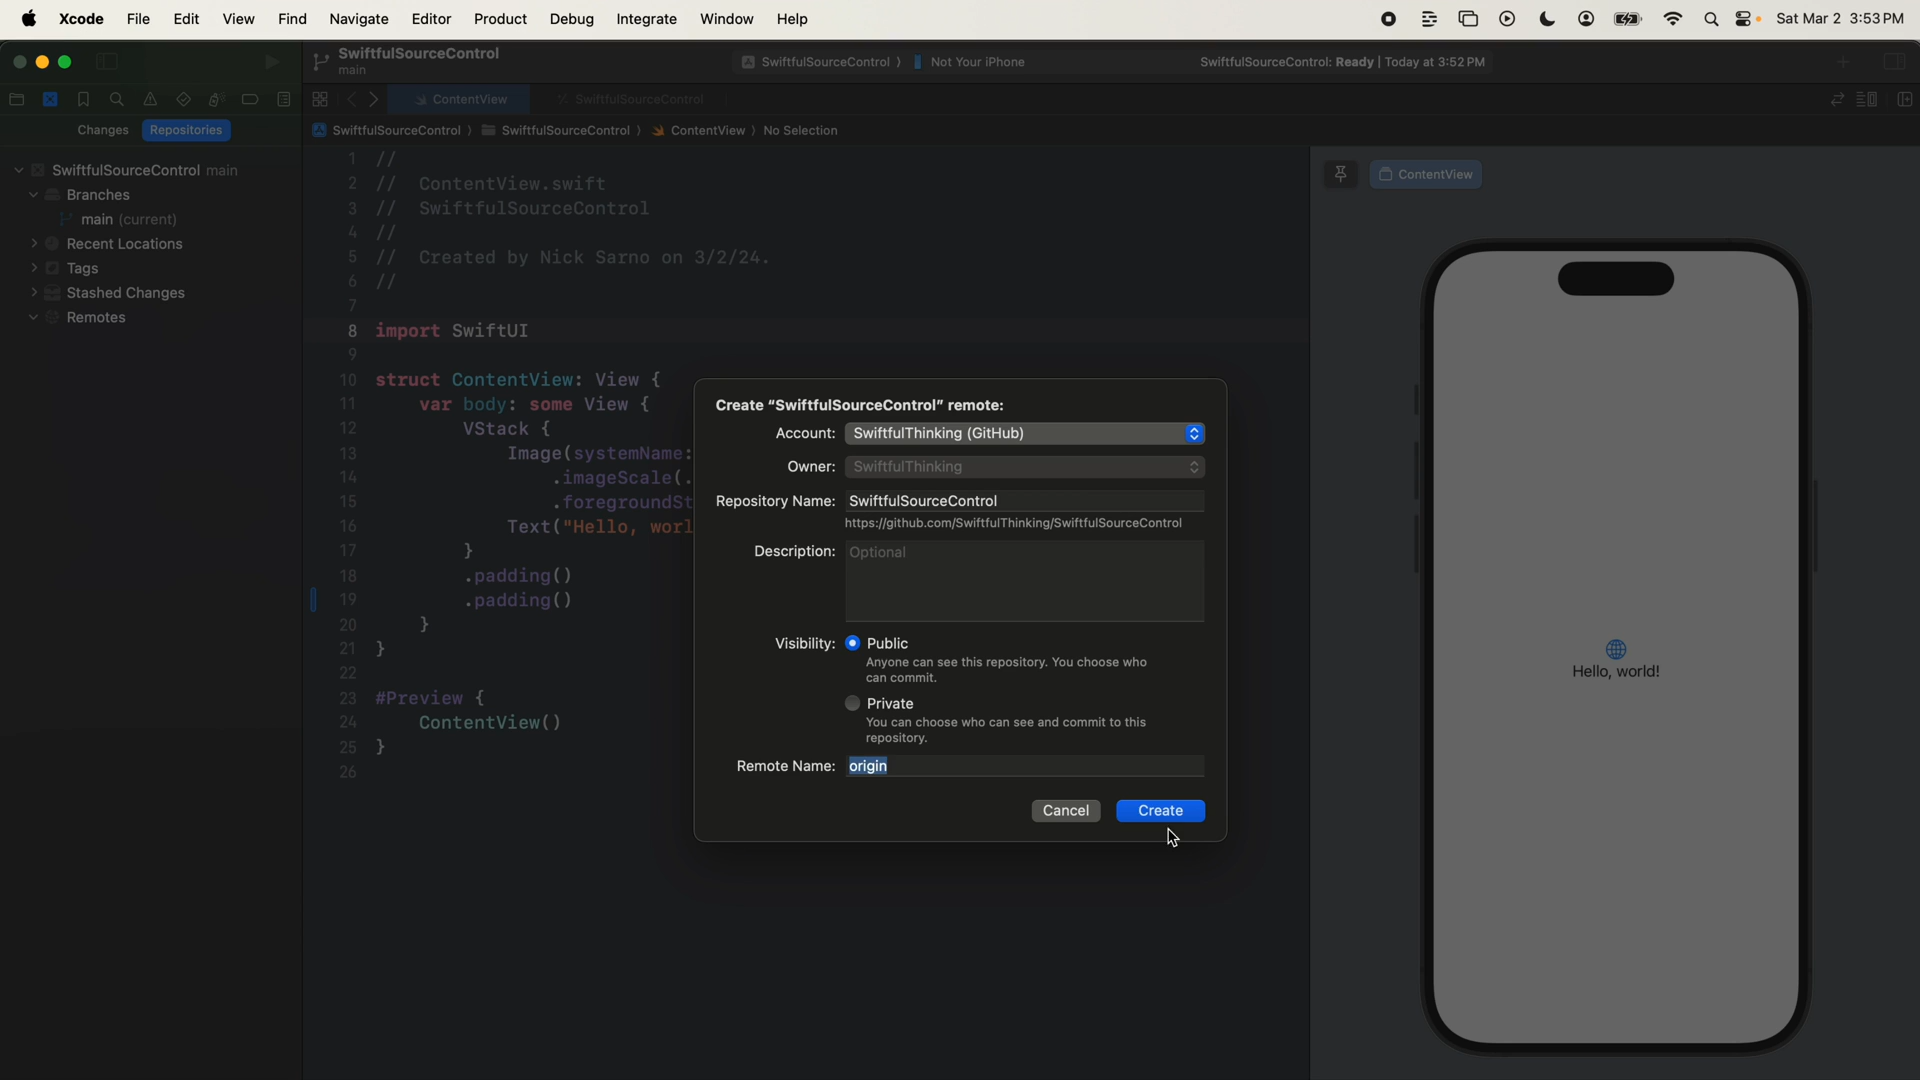 Xcode File Edit View Find Navigate Editor Product Debug Integrate Window Help Sat Mar 2 3:53 PM
SwiftfulSourceControl
main
SwiftfulSourceControl Not Your iPhone SwiftfulSourceControl: Ready | Today at 3:52 PM
ContentView SwiftfulSourceControl
Changes Repositories
SwiftfulSourceControl SwiftfulSourceControl ContentView No Selection
SwiftfulSourceControl main
Branches
main (current)
Recent Locations
Tags
Stashed Changes
Remotes
1 //
2 // ContentView.swift
3 // SwiftfulSourceControl
4 //
5 // Created by Nick Sarno on 3/2/24.
6 //
7
8 import SwiftUI
9
10 struct ContentView: View {
11 var body: some View {
12 VStack {
13 Image(systemName:
14 .imageScale(.
15 .foregroundSt
16 Text("Hello, worl
17 }
18 .padding()
19 .padding()
20 }
21 }
22
23 #Preview {
24 ContentView()
25 }
26
Create “SwiftfulSourceControl” remote:
Account: SwiftfulThinking (GitHub)
Owner: SwiftfulThinking
Repository Name: SwiftfulSourceControl
https://github.com/SwiftfulThinking/SwiftfulSourceControl
Description: Optional
Visibility: Public
Anyone can see this repository. You choose who
can commit.
Private
You can choose who can see and commit to this
repository.
Remote Name: origin
Cancel Create
ContentView
Hello, world!